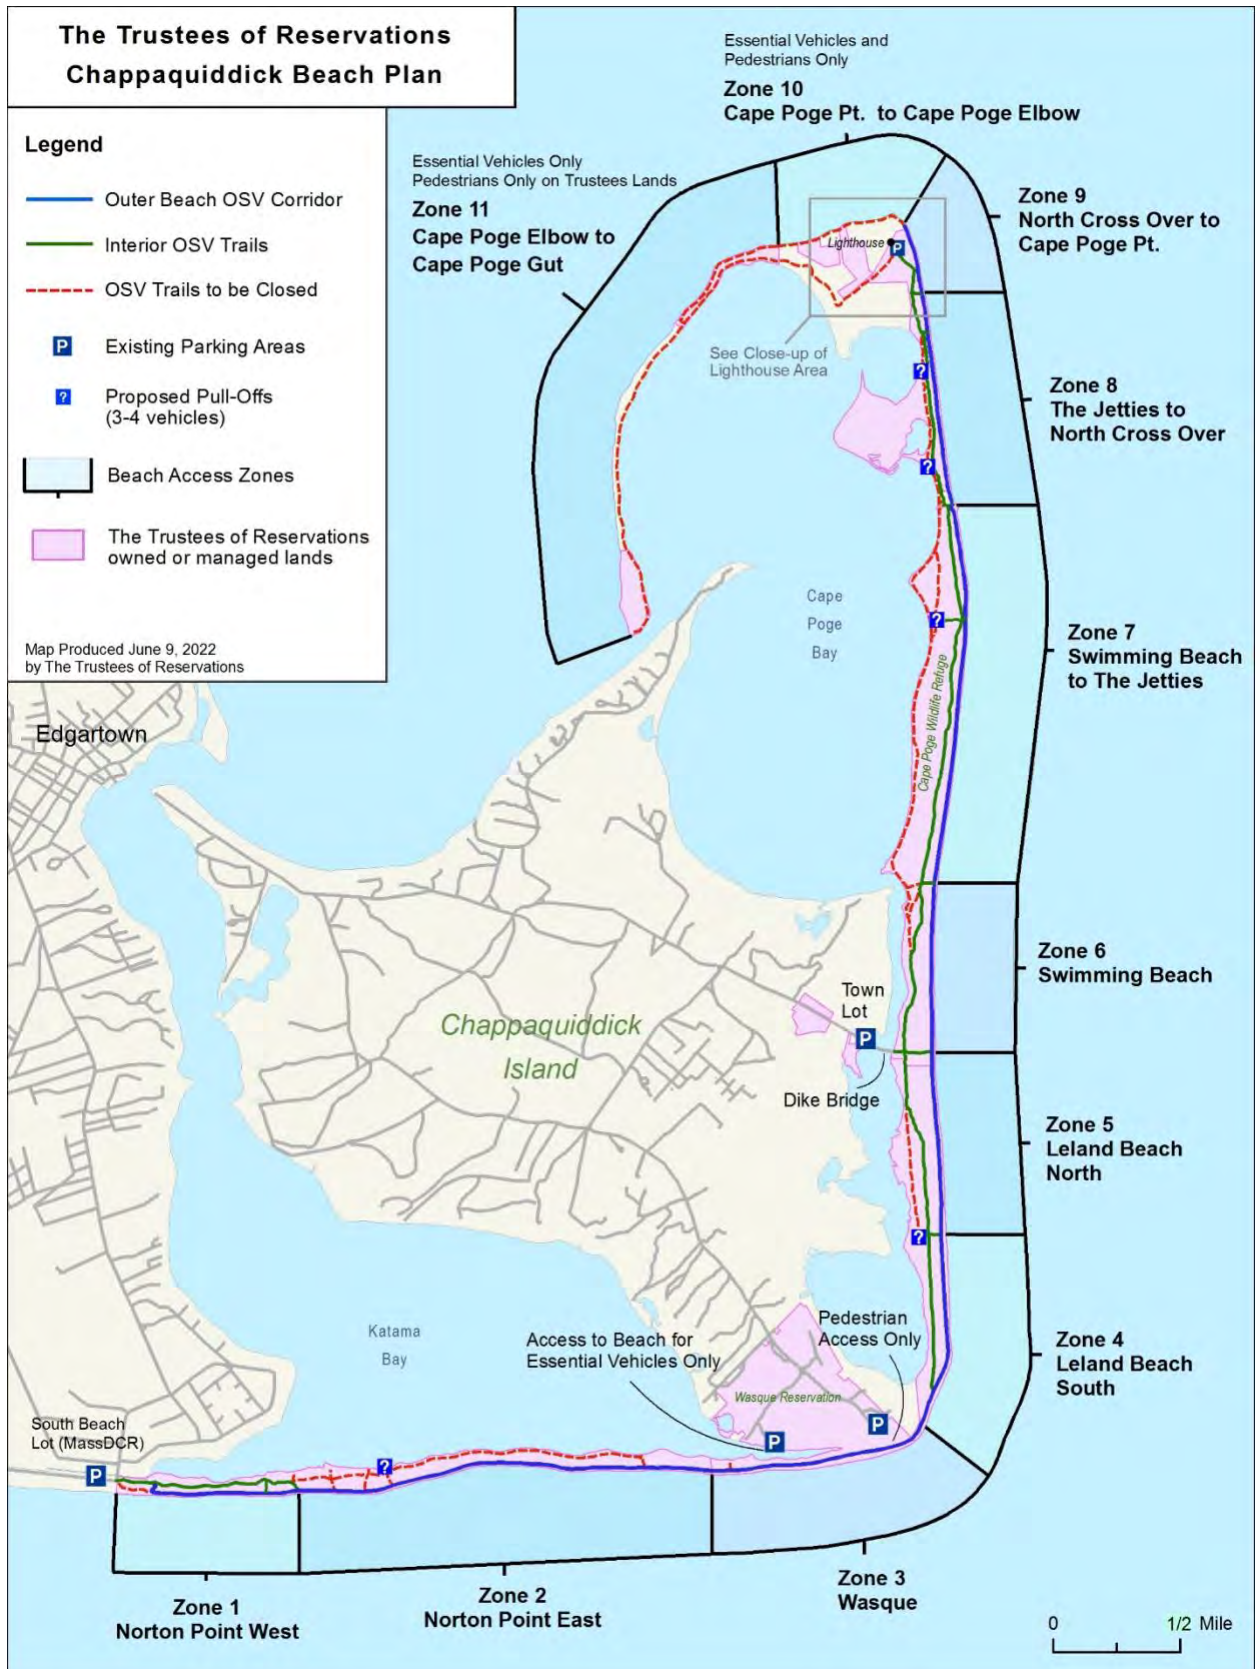 The Trustees of Reservations
Chappaquiddick Beach Plan
Legend
Outer Beach OSV Corridor
Interior OSV Trails
OSV Trails to be Closed
P
Existing Parking Areas
?
Proposed Pull-Offs
(3-4 vehicles)
Beach Access Zones
The Trustees of Reservations
owned or managed lands
Map Produced June 9, 2022
by The Trustees of Reservations
Essential Vehicles and
Pedestrians Only
Zone 10
Cape Poge Pt. to Cape Poge Elbow
Essential Vehicles Only
Pedestrians Only on Trustees Lands
Zone 11
Cape Poge Elbow to
Cape Poge Gut
Zone 9
North Cross Over to
Cape Poge Pt.
Lighthouse
P
See Close-up of
Lighthouse Area
?
Zone 8
The Jetties to
North Cross Over
?
Cape
Poge
Bay
?
Zone 7
Swimming Beach
to The Jetties
Cape Poge Wildlife Refuge
Edgartown
Zone 6
Swimming Beach
Town
Lot
P
Chappaquiddick
Island
Dike Bridge
Zone 5
Leland Beach
North
?
Katama
Bay
Access to Beach for
Essential Vehicles Only
Pedestrian
Access Only
Zone 4
Leland Beach
South
Wasque Reservation
P
P
South Beach
Lot (MassDCR)
P
?
Zone 1
Norton Point West
Zone 2
Norton Point East
Zone 3
Wasque
0 1/2 Mile